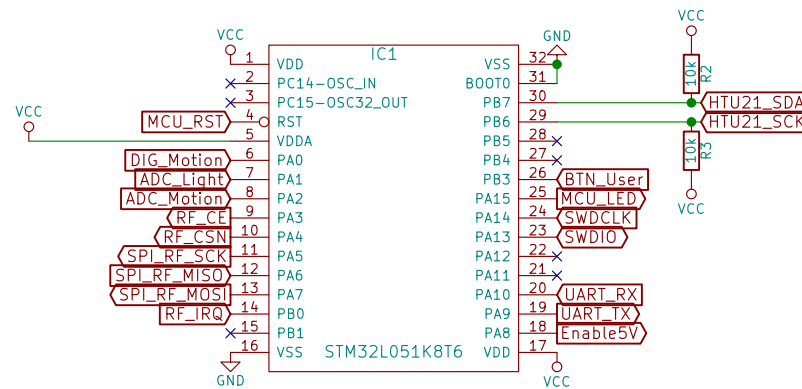 VCC
IC1
GND
VCC
1 VDD
2 PC14-OSC_IN
3 PC15-OSC32_OUT
MCU_RST 4 RST
VCC
5 VDDA
DIG_Motion 6 PA0
ADC_Light 7 PA1
ADC_Motion 8 PA2
RF_CE 9 PA3
RF_CSN 10 PA4
SPI_RF_SCK 11 PA5
SPI_RF_MISO 12 PA6
SPI_RF_MOSI 13 PA7
RF_IRQ 14 PB0
15 PB1
16 VSS
GND
STM32L051K8T6
VSS 32
BOOT0 31
PB7 30 HTU21_SDA
PB6 29 HTU21_SCK
PB5 28
PB4 27
PB3 26 BTN_User
PA15 25 MCU_LED
PA14 24 SWDCLK
PA13 23 SWDIO
PA12 22
PA11 21
PA10 20 UART_RX
PA9 19 UART_TX
PA8 18 Enable5V
VDD 17
VCC
10k R2
10k R3
VCC